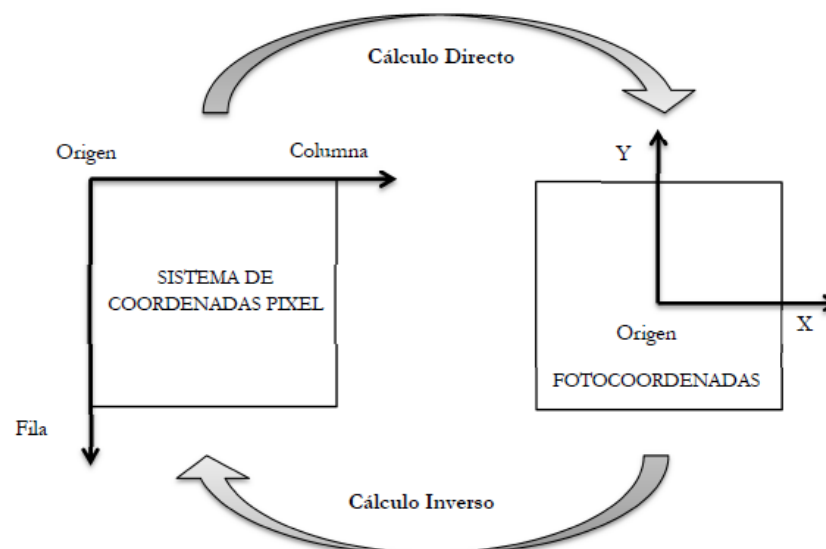 Cálculo Directo
Origen
Columna
SISTEMA DE
COORDENADAS PIXEL
Fila
Y
X
Origen
FOTOCOORDENADAS
Cálculo Inverso